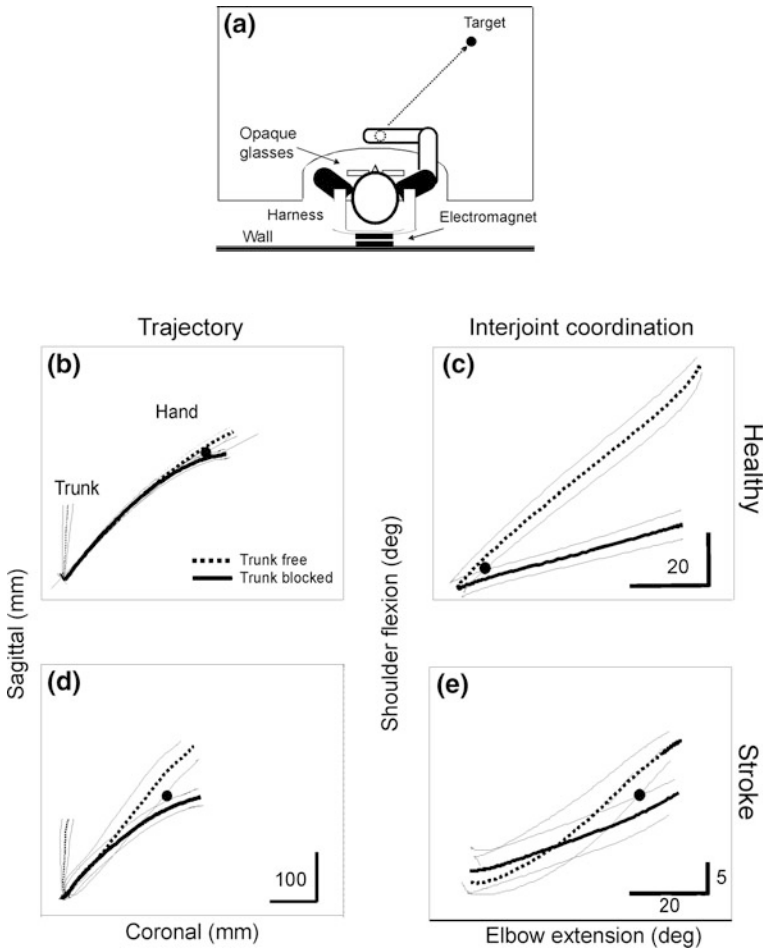 (a)
Target
Opaque
glasses
Harness
Electromagnet
Wall
Trajectory
Interjoint coordination
(b)
Hand
Trunk
Trunk free
Trunk blocked
(c)
20
Healthy
Sagittal (mm)
Shoulder flexion (deg)
(d)
100
Coronal (mm)
(e)
5
20
Stroke
Elbow extension (deg)